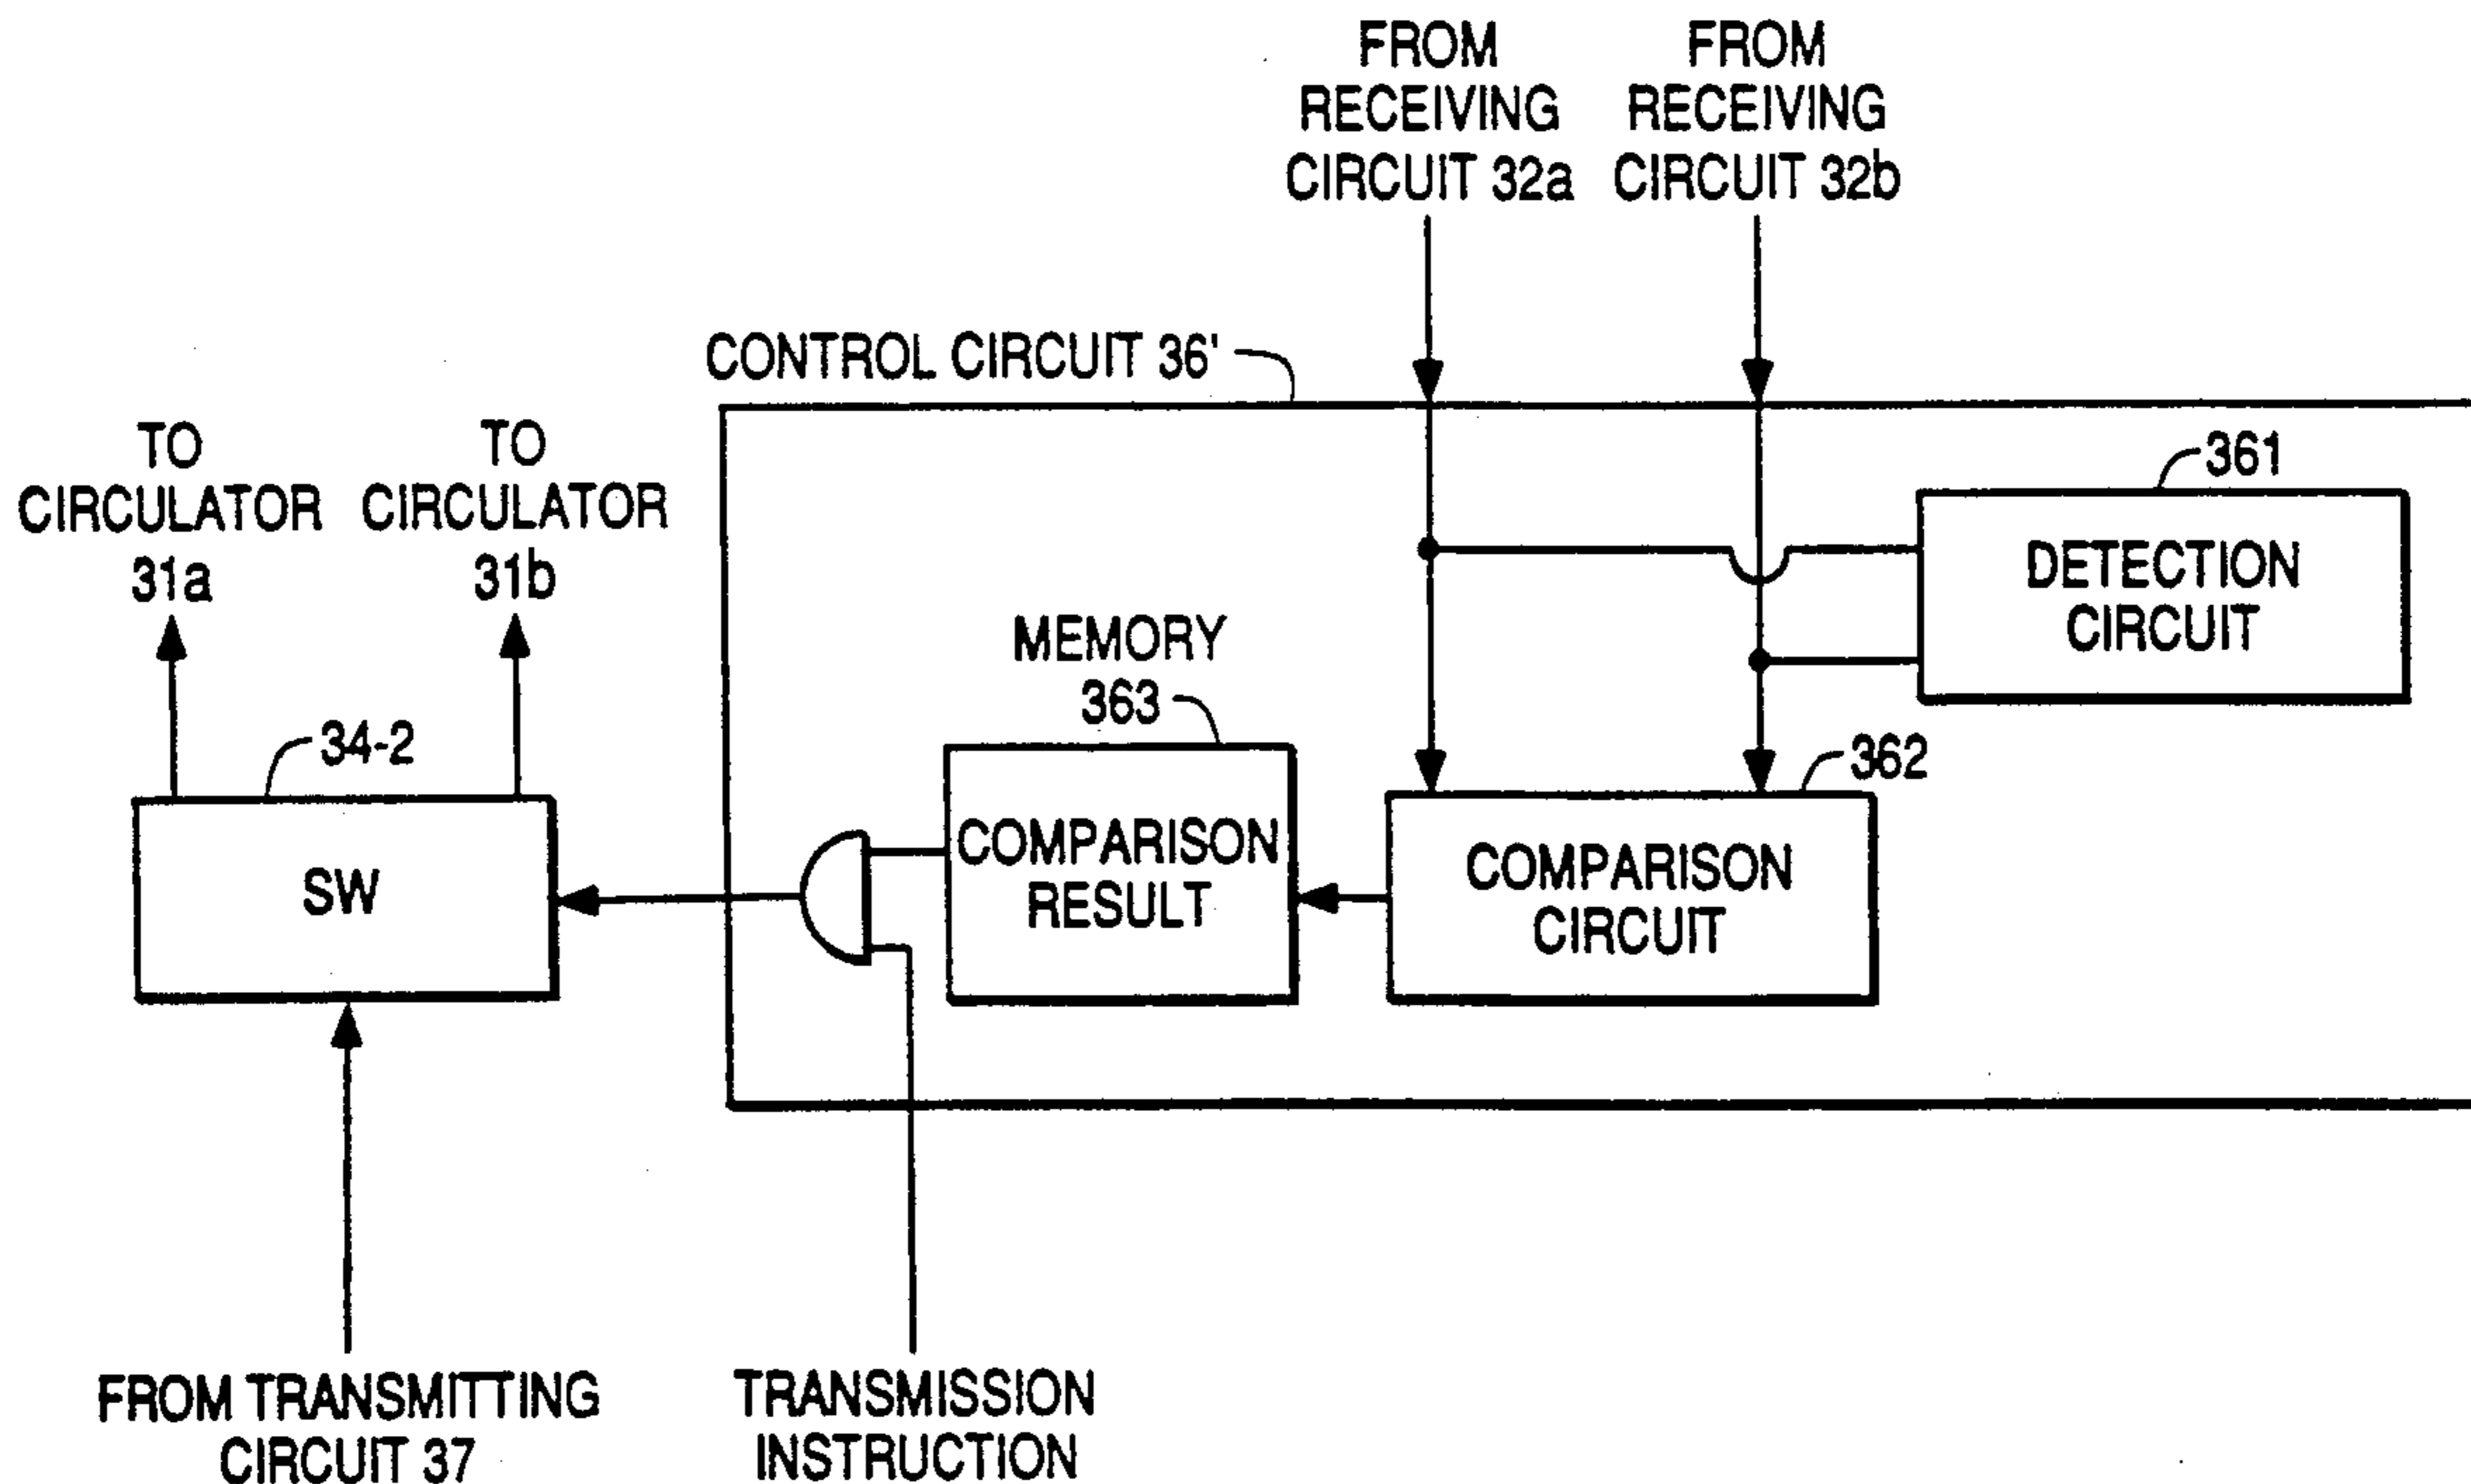 FROM
RECEIVING
CIRCUIT 32a
FROM
RECEIVING
CIRCUIT 32b
CONTROL CIRCUIT 36'
TO
CIRCULATOR
31a
TO
CIRCULATOR
31b
361
DETECTION
CIRCUIT
MEMORY
363
34-2
362
SW
COMPARISON
RESULT
COMPARISON
CIRCUIT
FROM TRANSMITTING
CIRCUIT 37
TRANSMISSION
INSTRUCTION